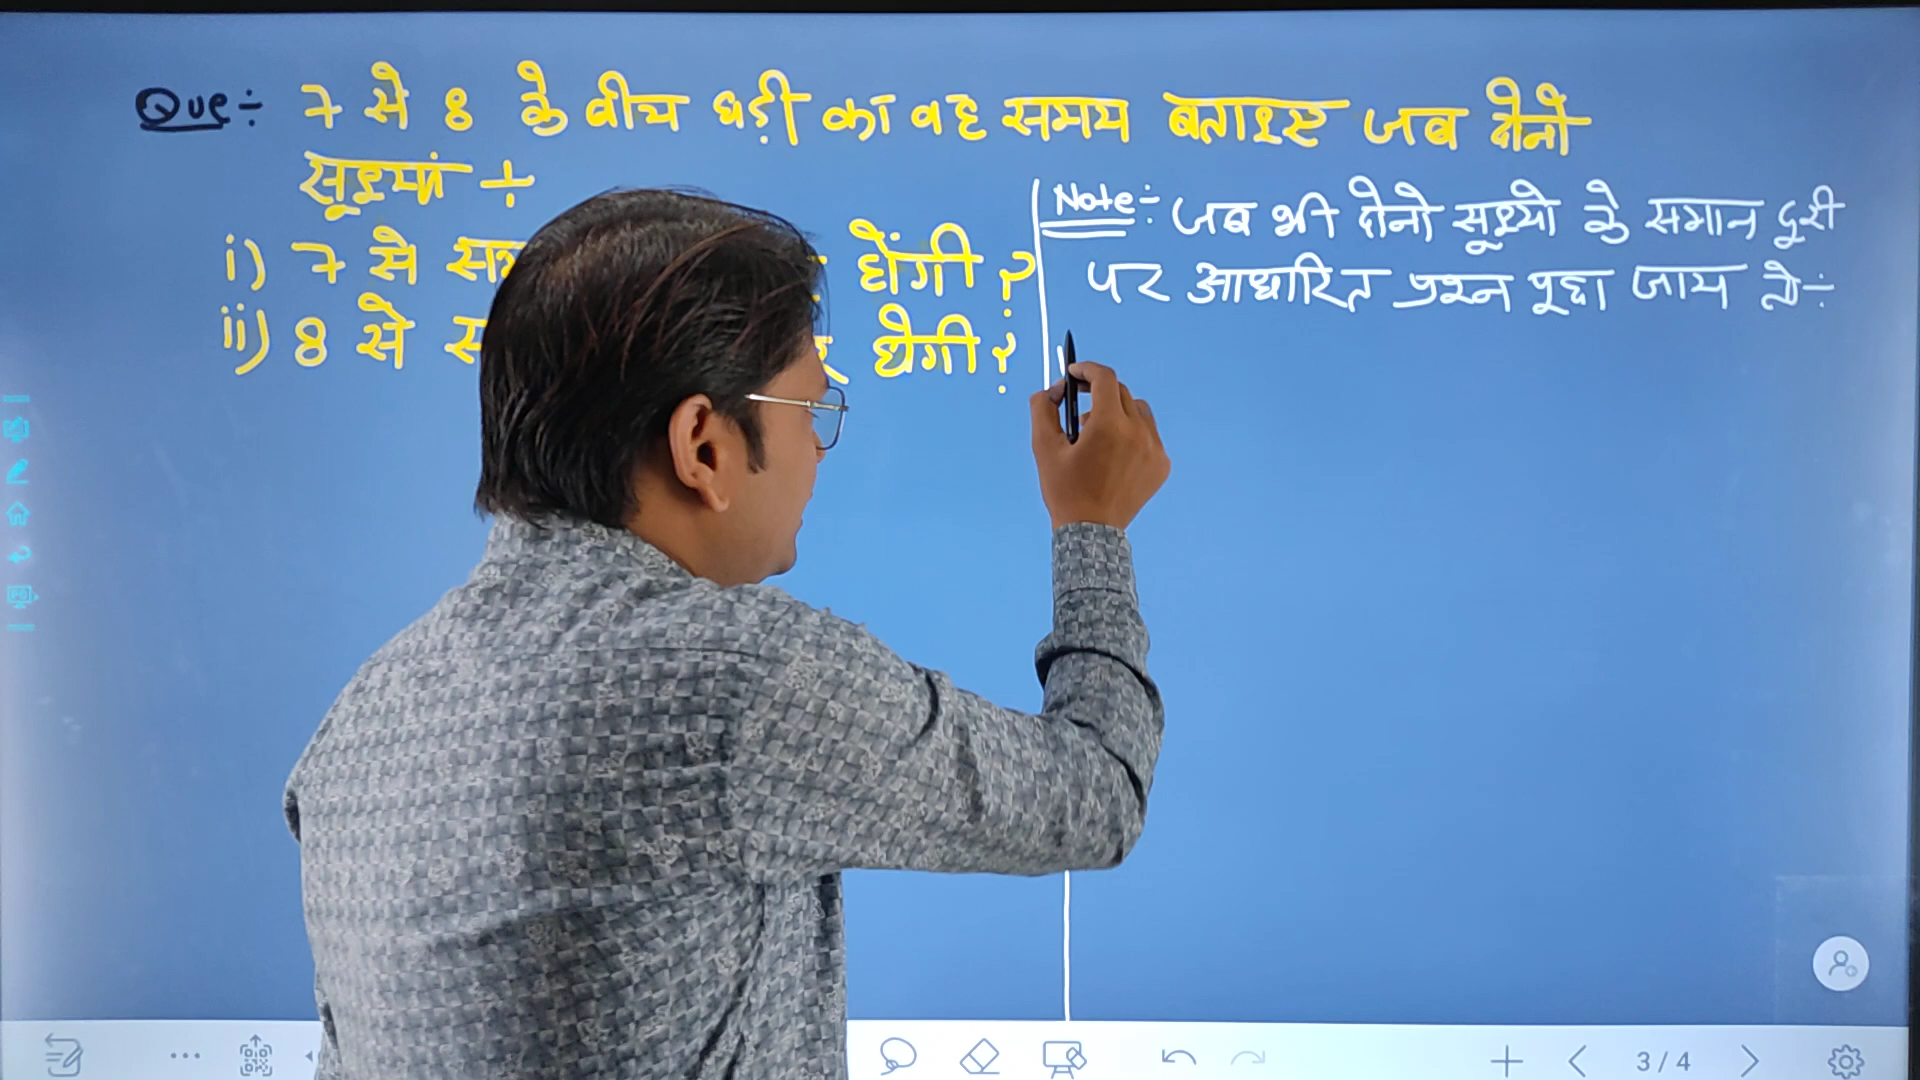 Que÷ 7 से 8 के बीच घड़ी का वह समय बताइए जब दोनो
सूइयां ÷
i) 7 से होंगी ?
ii) 8 से होगी ?
Note÷ जब भी दोनो सूइयो के समान दूरी
पर आधारित प्रश्न पूछा जाय तो÷
3 / 4